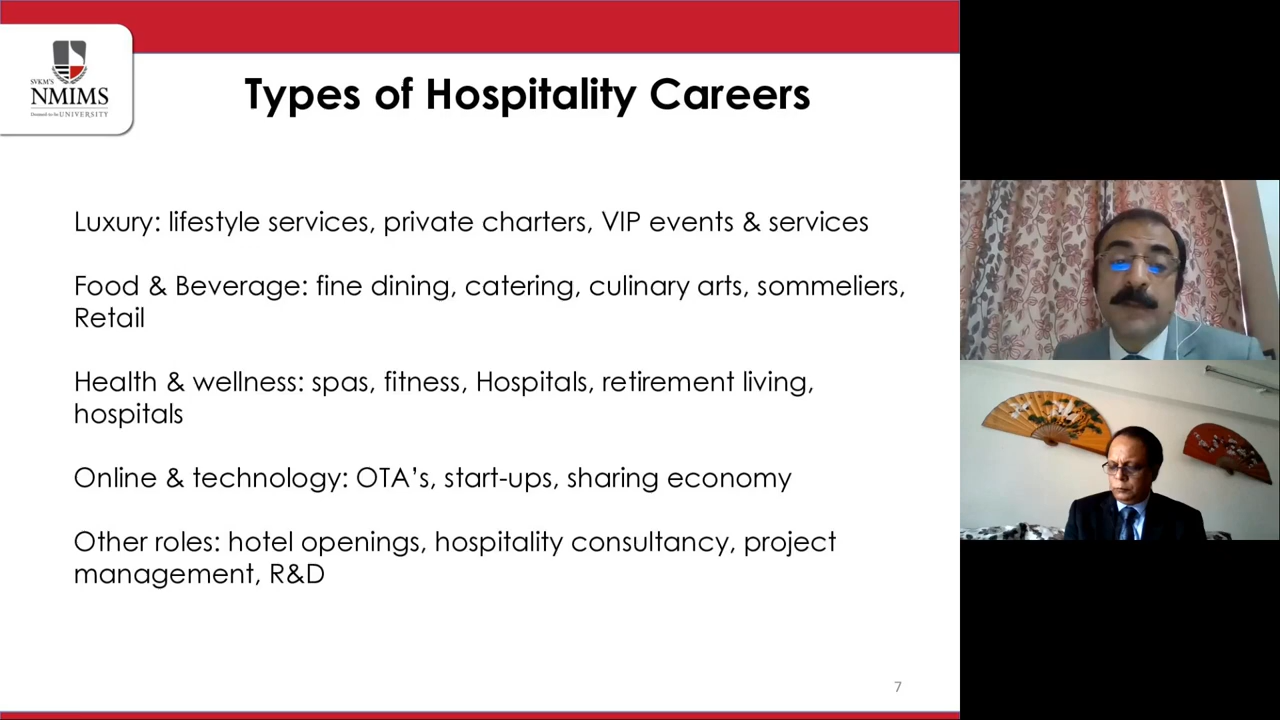 SVKM'S
NMIMS
Deemed to be UNIVERSITY
Types of Hospitality Careers
Luxury: lifestyle services, private charters, VIP events & services
Food & Beverage: fine dining, catering, culinary arts, sommeliers,
Retail
Health & wellness: spas, fitness, Hospitals, retirement living,
hospitals
Online & technology: OTA’s, start-ups, sharing economy
Other roles: hotel openings, hospitality consultancy, project
management, R&D
7